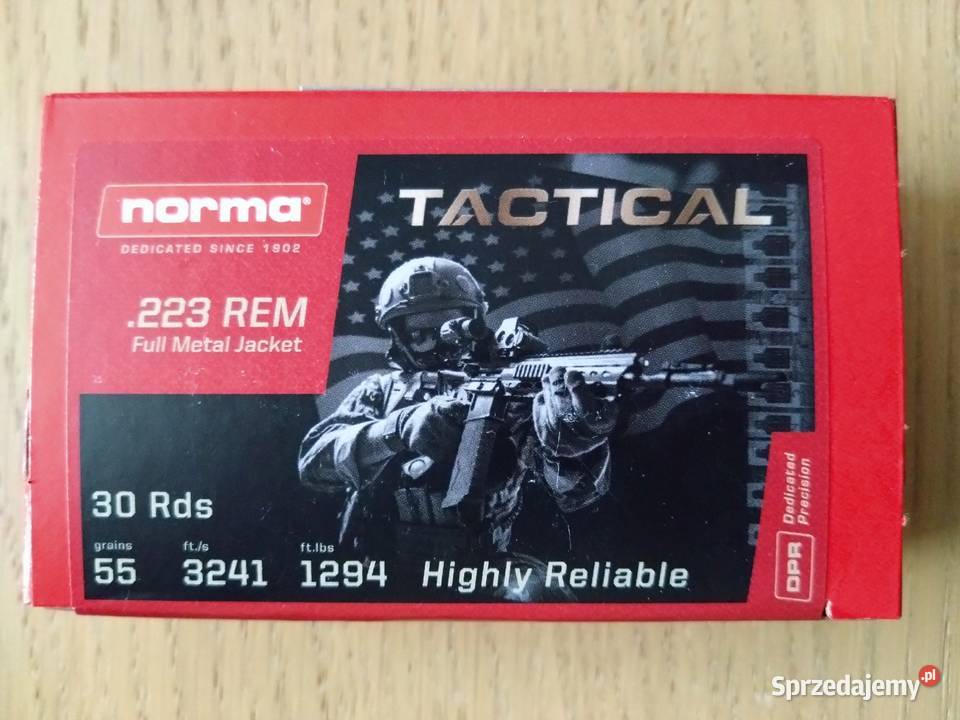 norma®
DEDICATED SINCE 1902
TACTICAL
.223 REM
Full Metal Jacket
30 Rds
grains ft./s ft.lbs
55 3241 1294 Highly Reliable
DPR Dedicated
Precision
Sprzedajemy.pl